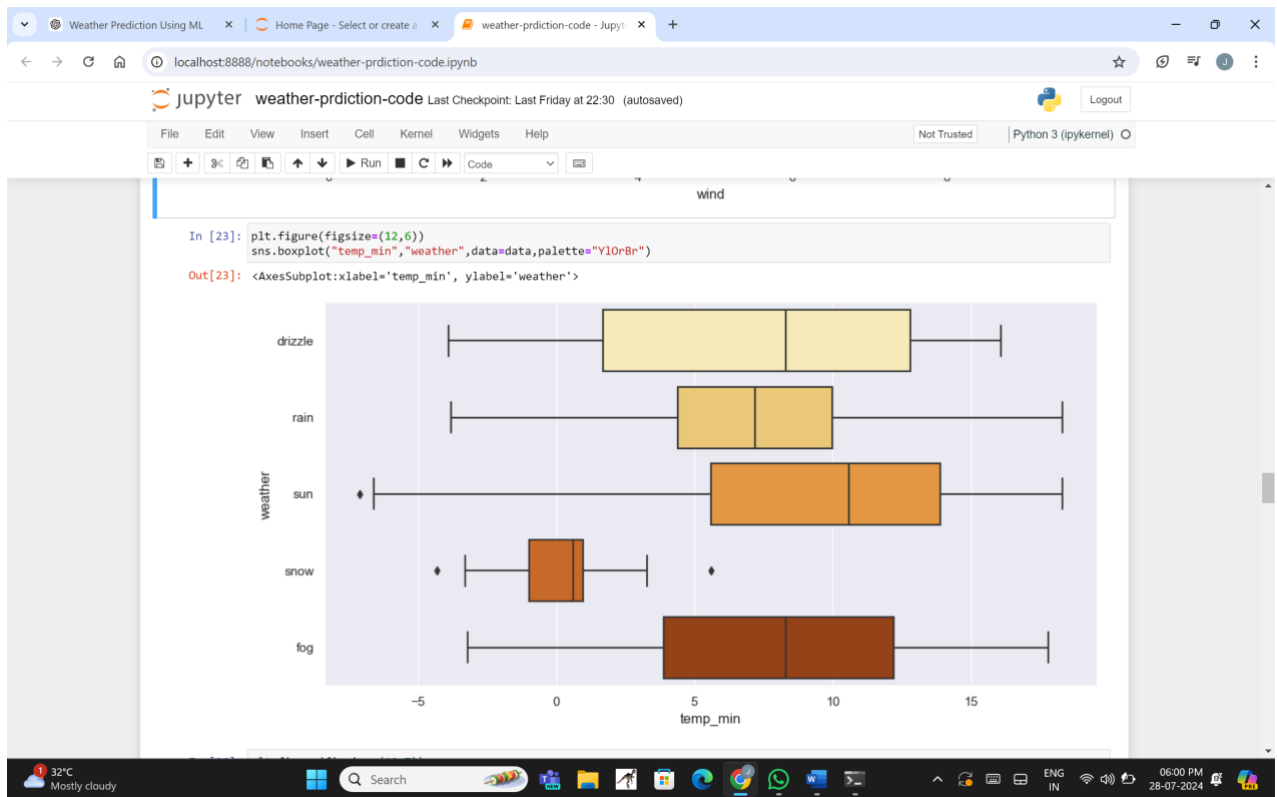 Weather Prediction Using ML
Home Page - Select or create a
weather-prdiction-code - Jupyt
localhost:8888/notebooks/weather-prdiction-code.ipynb
J
jupyter weather-prdiction-code Last Checkpoint: Last Friday at 22:30 (autosaved)
Logout
File Edit View Insert Cell Kernel Widgets Help
Not Trusted
Python 3 (ipykernel)
Run
Code
wind
In [23]: plt.figure(figsize=(12,6))
sns.boxplot("temp_min","weather",data=data,palette="YlOrBr")
Out[23]: <AxesSubplot:xlabel='temp_min', ylabel='weather'>
drizzle
rain
weather
sun
snow
fog
−5 0 5 10 15
temp_min
1
32°C
Mostly cloudy
Search
NEW
ENG
IN
06:00 PM
28-07-2024
PRE